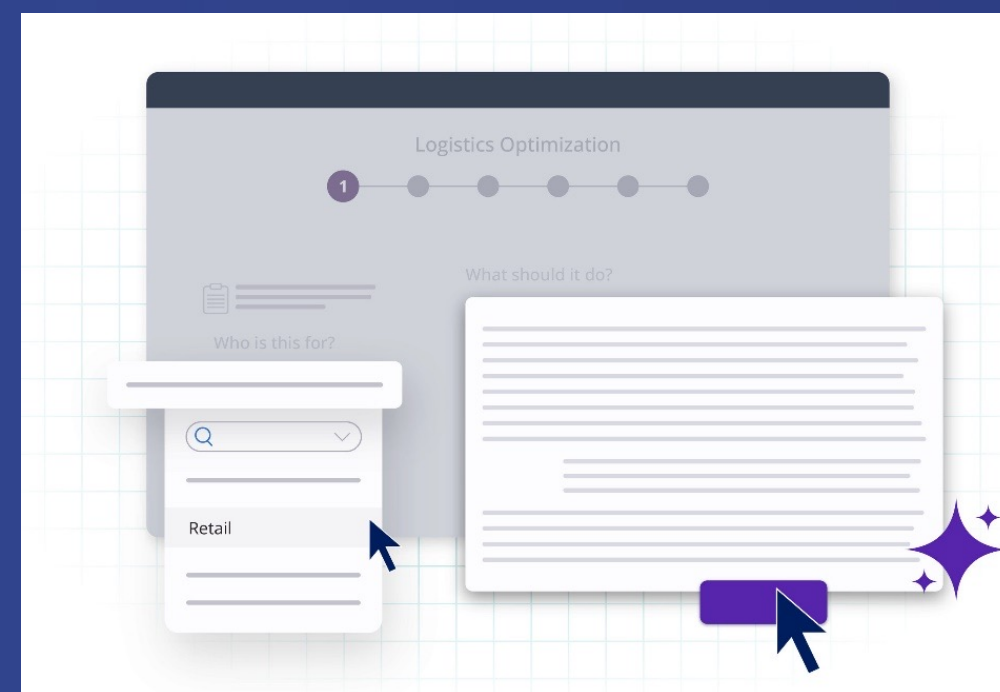 Logistics Optimization
1
What should it do?
Who is this for?
Retail